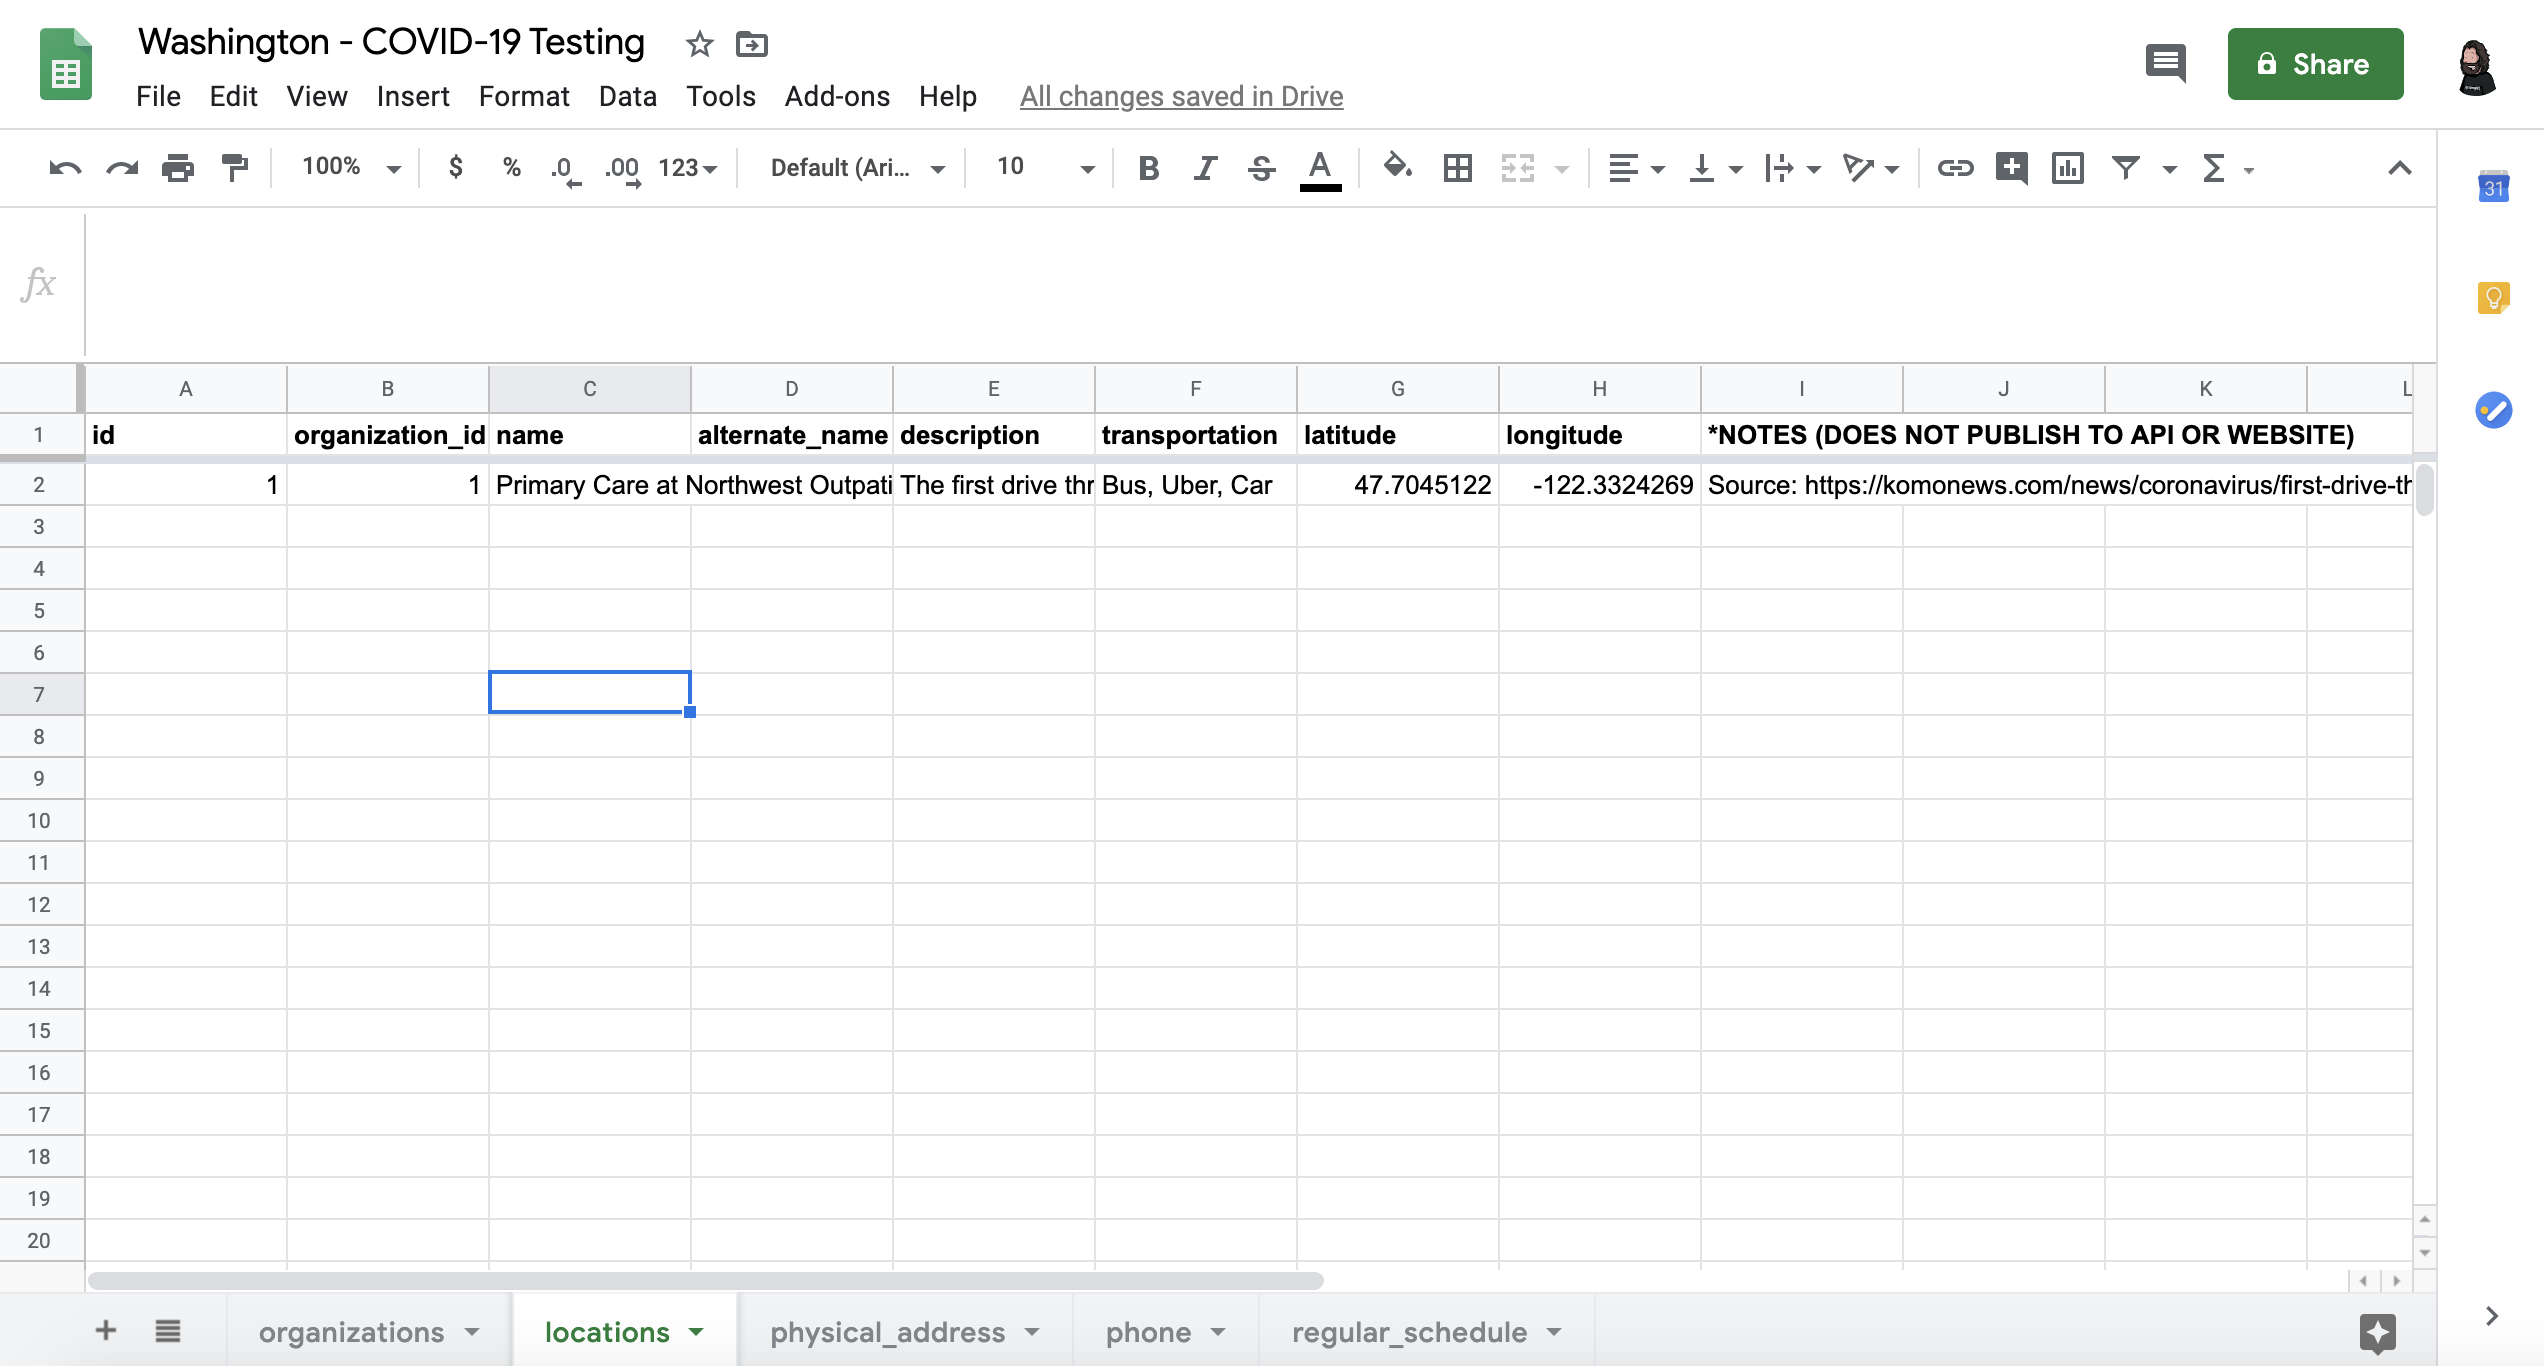 Washington - COVID-19 Testing
File Edit View Insert Format Data Tools Add-ons Help All changes saved in Drive
Share
100% $ % .0 .00 123 Default (Ari... 10 B I S A
31
fx
A B C D E F G H I J K L
1 id organization_id name alternate_name description transportation latitude longitude *NOTES (DOES NOT PUBLISH TO API OR WEBSITE)
2 1 1 Primary Care at Northwest Outpati The first drive thr Bus, Uber, Car 47.7045122 -122.3324269 Source: https://komonews.com/news/coronavirus/first-drive-th
3
4
5
6
7
8
9
10
11
12
13
14
15
16
17
18
19
20
organizations locations physical_address phone regular_schedule